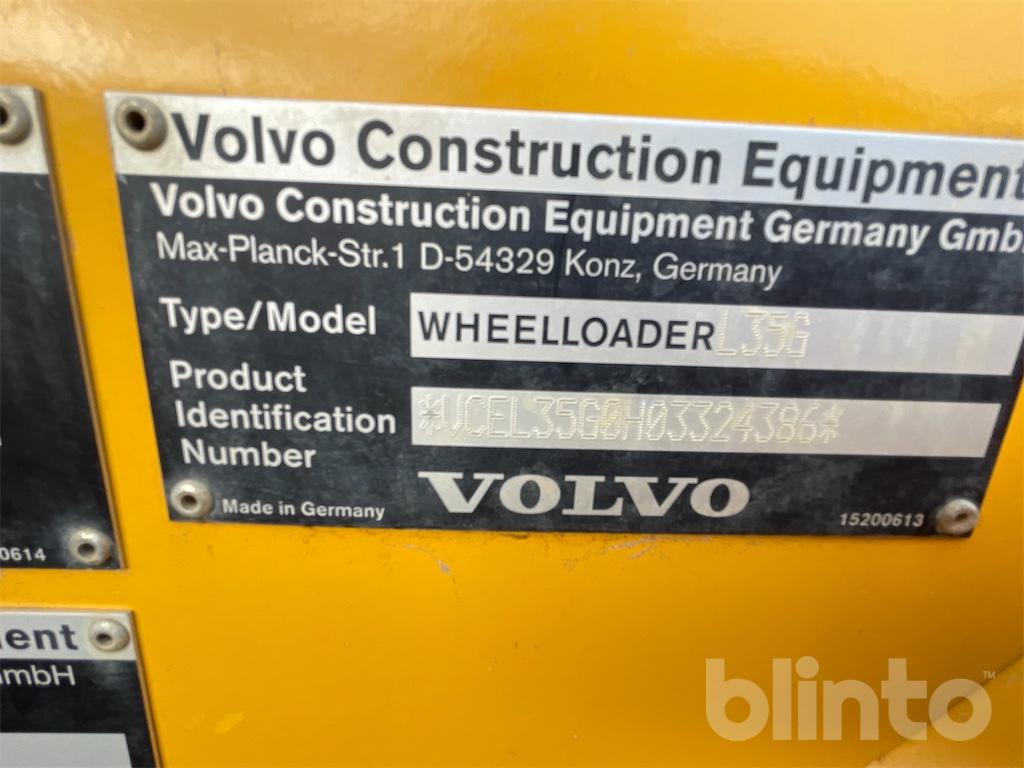 Volvo Construction Equipment
Volvo Construction Equipment Germany Gmb
Max-Planck-Str.1 D-54329 Konz, Germany
Type/Model WHEELLOADER L35G
Product
Identification *VCEL35G0H03324386*
Number
Made in Germany VOLVO 15200613
0614
ent
mbH
blinto™